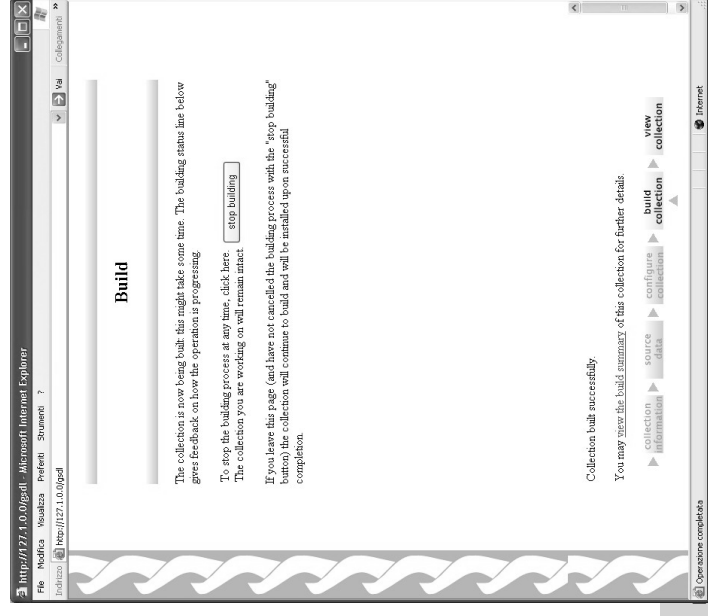 http://127.1.0.0/gsdl - Microsoft Internet Explorer
File Modifica Visualizza Preferiti Strumenti ?
Indirizzo http://127.1.0.0/gsdl Vai Collegamenti »
Build
The collection is now being built: this might take some time. The building status line below
gives feedback on how the operation is progressing.
To stop the building process at any time, click here. stop building
The collection you are working on will remain intact.
If you leave this page (and have not cancelled the building process with the "stop building"
button) the collection will continue to build and will be installed upon successful
completion.
Collection built successfully.
You may view the build summary of this collection for further details.
collection information
source data
configure collection
build collection
view collection
Operazione completata Internet